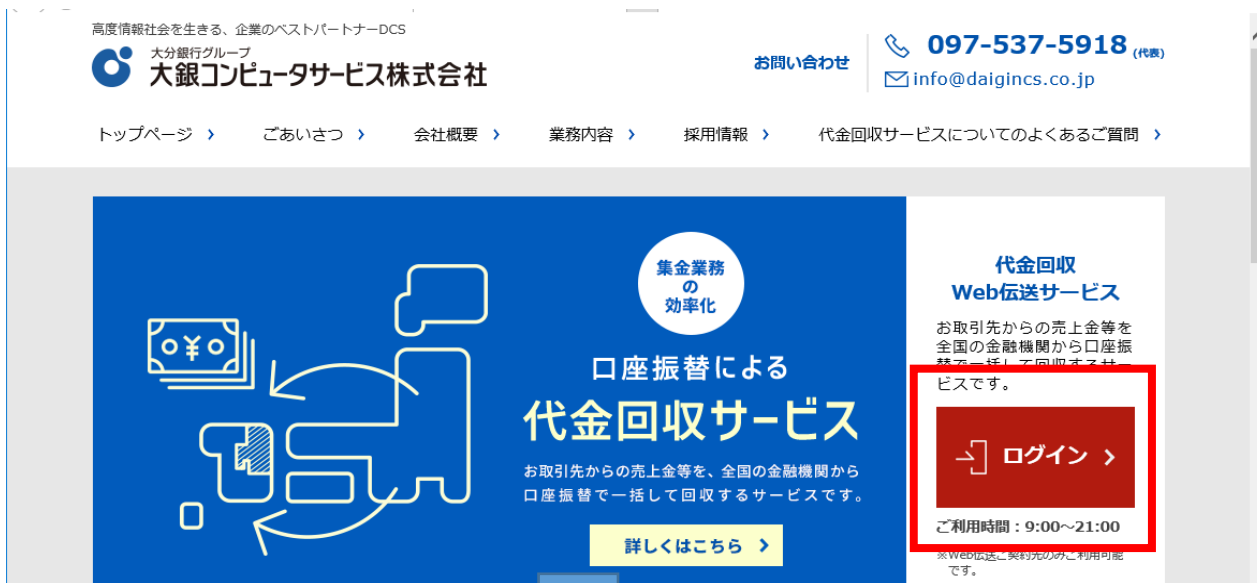 高度情報社会を生きる、企業のベストパートナーDCS
大分銀行グループ
大銀コンピュータサービス株式会社
お問い合わせ
097-537-5918 (代表)
info@daigincs.co.jp
トップページ ごあいさつ 会社概要 業務内容 採用情報 代金回収サービスについてのよくあるご質問
集金業務
の
効率化
口座振替による
代金回収サービス
お取引先からの売上金等を、全国の金融機関から
口座振替で一括して回収するサービスです。
詳しくはこちら
¥
代金回収
Web伝送サービス
お取引先からの売上金等を
全国の金融機関から口座振
替で一括して回収するサー
ビスです。
ログイン
ご利用時間：9:00～21:00
※Web伝送ご契約先のみご利用可能
です。